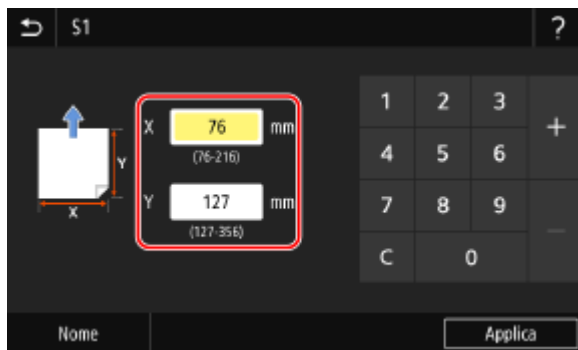 S1 ?
X 76 mm
(76-216)
Y 127 mm
(127-356)
Y
X
1 2 3 +
4 5 6
7 8 9 −
C 0
Nome Applica